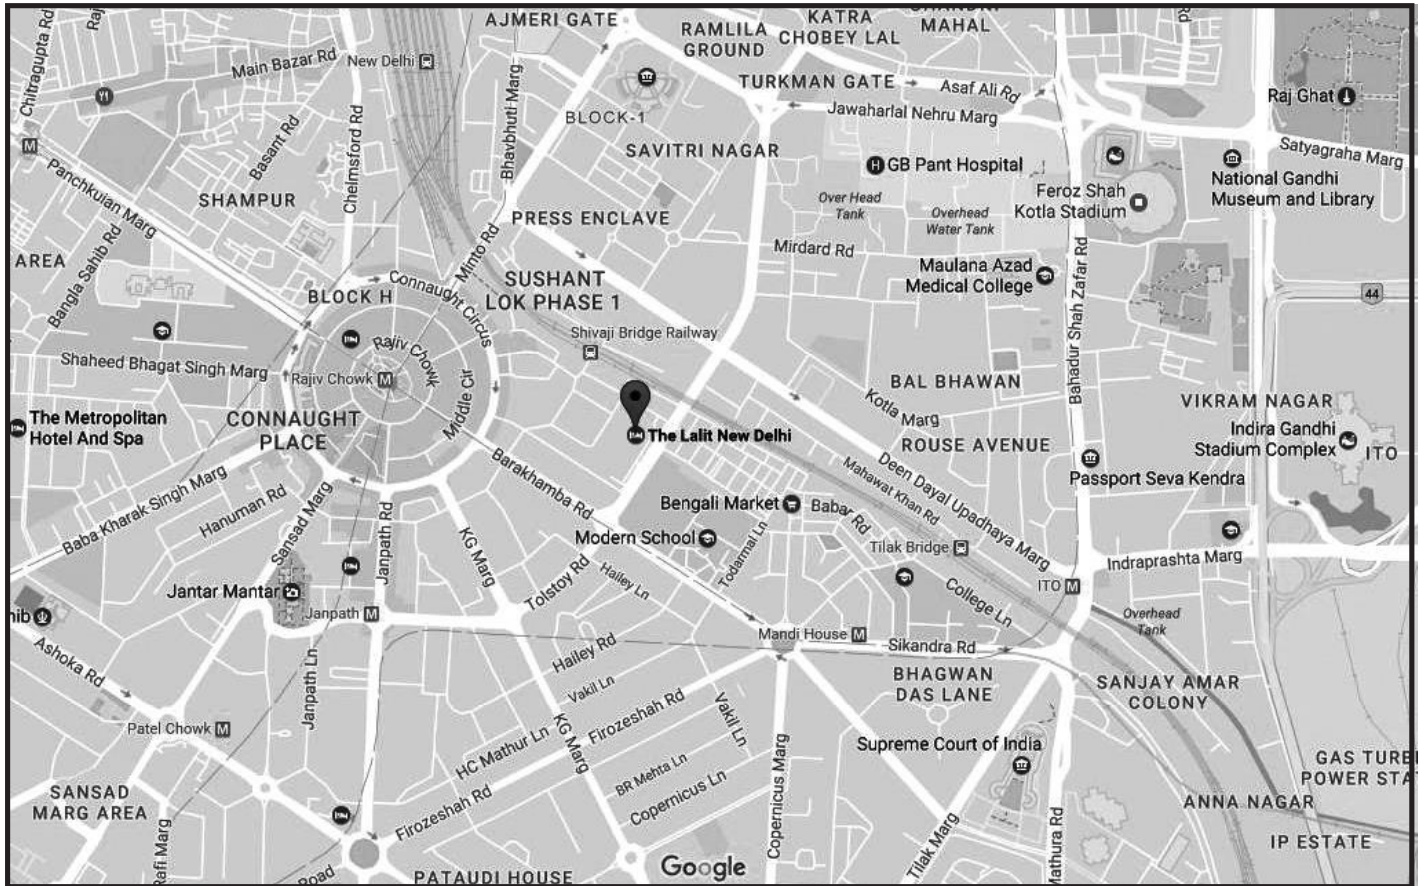 AJMERI GATE
RAMLILA
GROUND
KATRA
CHOBEY LAL
MAHAL
Chitragupta Rd
Main Bazar Rd
New Delhi
TURKMAN GATE
Asaf Ali Rd
Jawaharlal Nehru Marg
Raj Ghat
Satyagraha Marg
Chelmsford Rd
Basant Rd
Bhavbhuti Marg
BLOCK-1
SAVITRI NAGAR
H
GB Pant Hospital
National Gandhi
Museum and Library
Feroz Shah
Kotla Stadium
Over Head
Tank
Overhead
Water Tank
M
Panchkuian Marg
SHAMPUR
PRESS ENCLAVE
Minto Rd
Mirdard Rd
Maulana Azad
Medical College
Bahadur Shah Zafar Rd
44
AREA
Bangla Sahib Rd
BLOCK H
Connaught Circus
SUSHANT
LOK PHASE 1
Shivaji Bridge Railway
Shaheed Bhagat Singh Marg
Rajiv Chowk
Rajiv Chowk M
Middle Cir
BAL BHAWAN
Kotla Marg
VIKRAM NAGAR
The Metropolitan
Hotel And Spa
CONNAUGHT
PLACE
The Lalit New Delhi
ROUSE AVENUE
Indira Gandhi
Stadium Complex
ITO
Passport Seva Kendra
Baba Kharak Singh Marg
Hanuman Rd
Sansad Marg
Janpath Rd
KG Marg
Barakhamba Rd
Bengali Market
Babar Rd
Mahawat Khan Rd
Deen Dayal Upadhaya Marg
Modern School
Todarmal Ln
Tilak Bridge
Indraprashta Marg
Jantar Mantar
Janpath M
Tolstoy Rd
Hailey Ln
College Ln
ITO M
Overhead
Tank
Mandi House M
Sikandra Rd
Ashoka Rd
Janpath Ln
Hailey Rd
Vakil Ln
BHAGWAN
DAS LANE
SANJAY AMAR
COLONY
Patel Chowk M
HC Mathur Ln
KG Marg
Firozeshah Rd
Vakil Ln
Supreme Court of India
BR Mehta Ln
Copernicus Ln
Copernicus Marg
SANSAD
MARG AREA
Rafi Marg
Firozeshah Rd
Tilak Marg
Mathura Rd
ANNA NAGAR
IP ESTATE
Road
PATAUDI HOUSE
Google